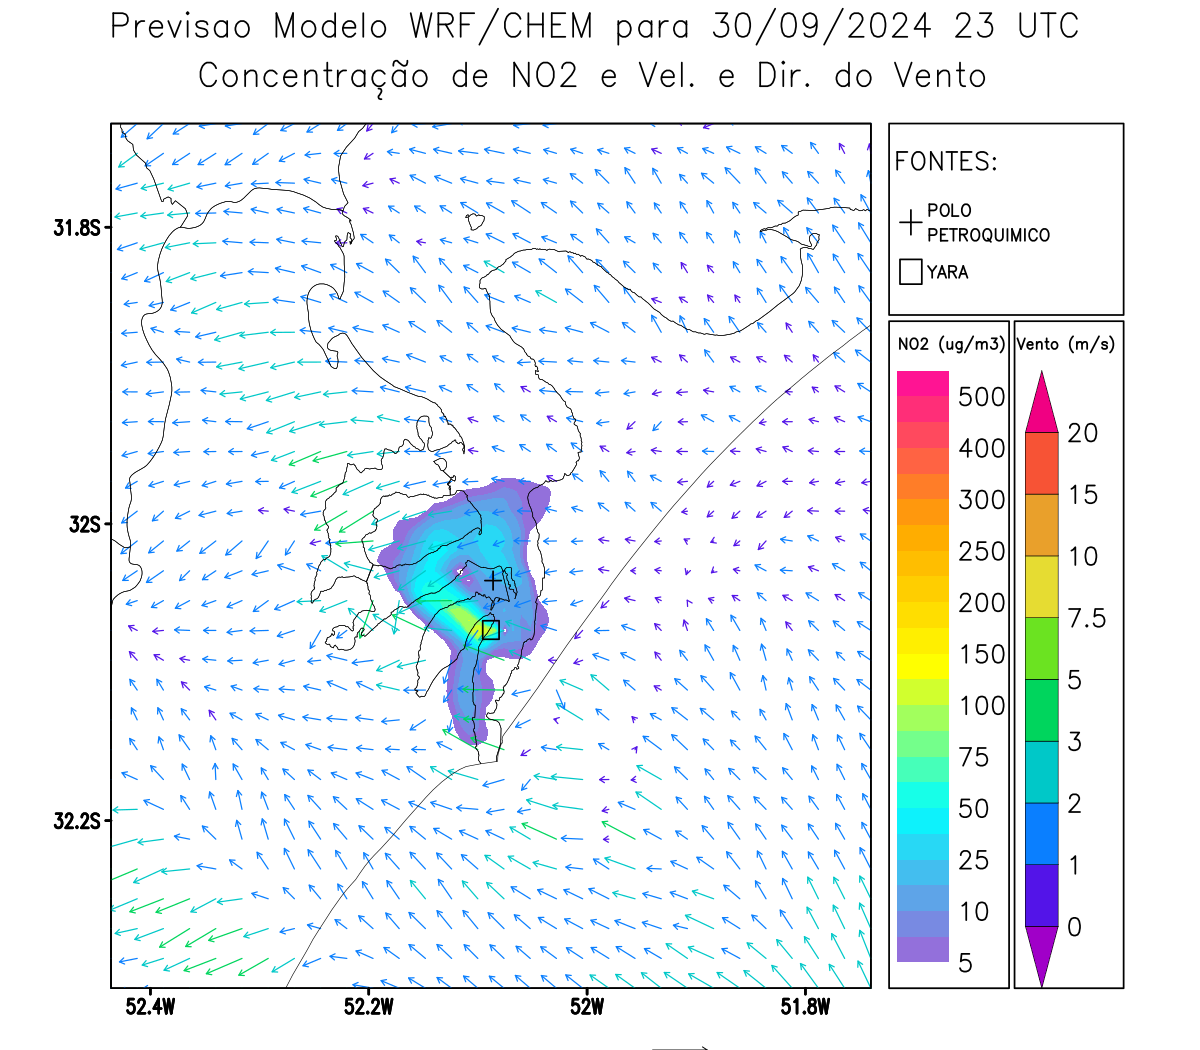 Previsao Modelo WRF/CHEM para 30/09/2024 23 UTC
Concentração de NO2 e Vel. e Dir. do Vento
FONTES:
POLO
PETROQUIMICO
YARA
31.8S
32S
32.2S
52.4W 52.2W 52W 51.8W
NO2 (ug/m3)
500
400
300
250
200
150
100
75
50
25
10
5
Vento (m/s)
20
15
10
7.5
5
3
2
1
0